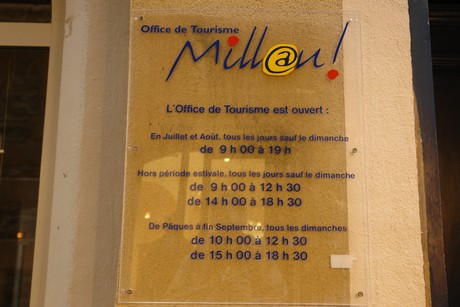 Office de Tourisme
Mill@u!
L'Office de Tourisme est ouvert :
En Juillet et Août, tous les jours sauf le dimanche
de 9 h 00 à 19 h
Hors période estivale, tous les jours sauf le dimanche
de 9 h 00 à 12 h 30
de 14 h 00 à 18 h 30
De Pâques à fin Septembre, tous les dimanches
de 10 h 00 à 12 h 30
de 15 h 00 à 18 h 30